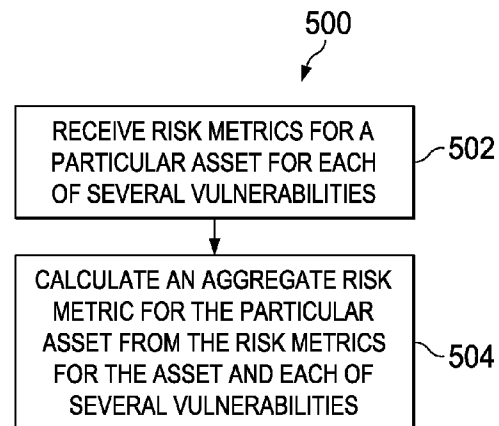 500
RECEIVE RISK METRICS FOR A
PARTICULAR ASSET FOR EACH
OF SEVERAL VULNERABILITIES
502
CALCULATE AN AGGREGATE RISK
METRIC FOR THE PARTICULAR
ASSET FROM THE RISK METRICS
FOR THE ASSET AND EACH OF
SEVERAL VULNERABILITIES
504